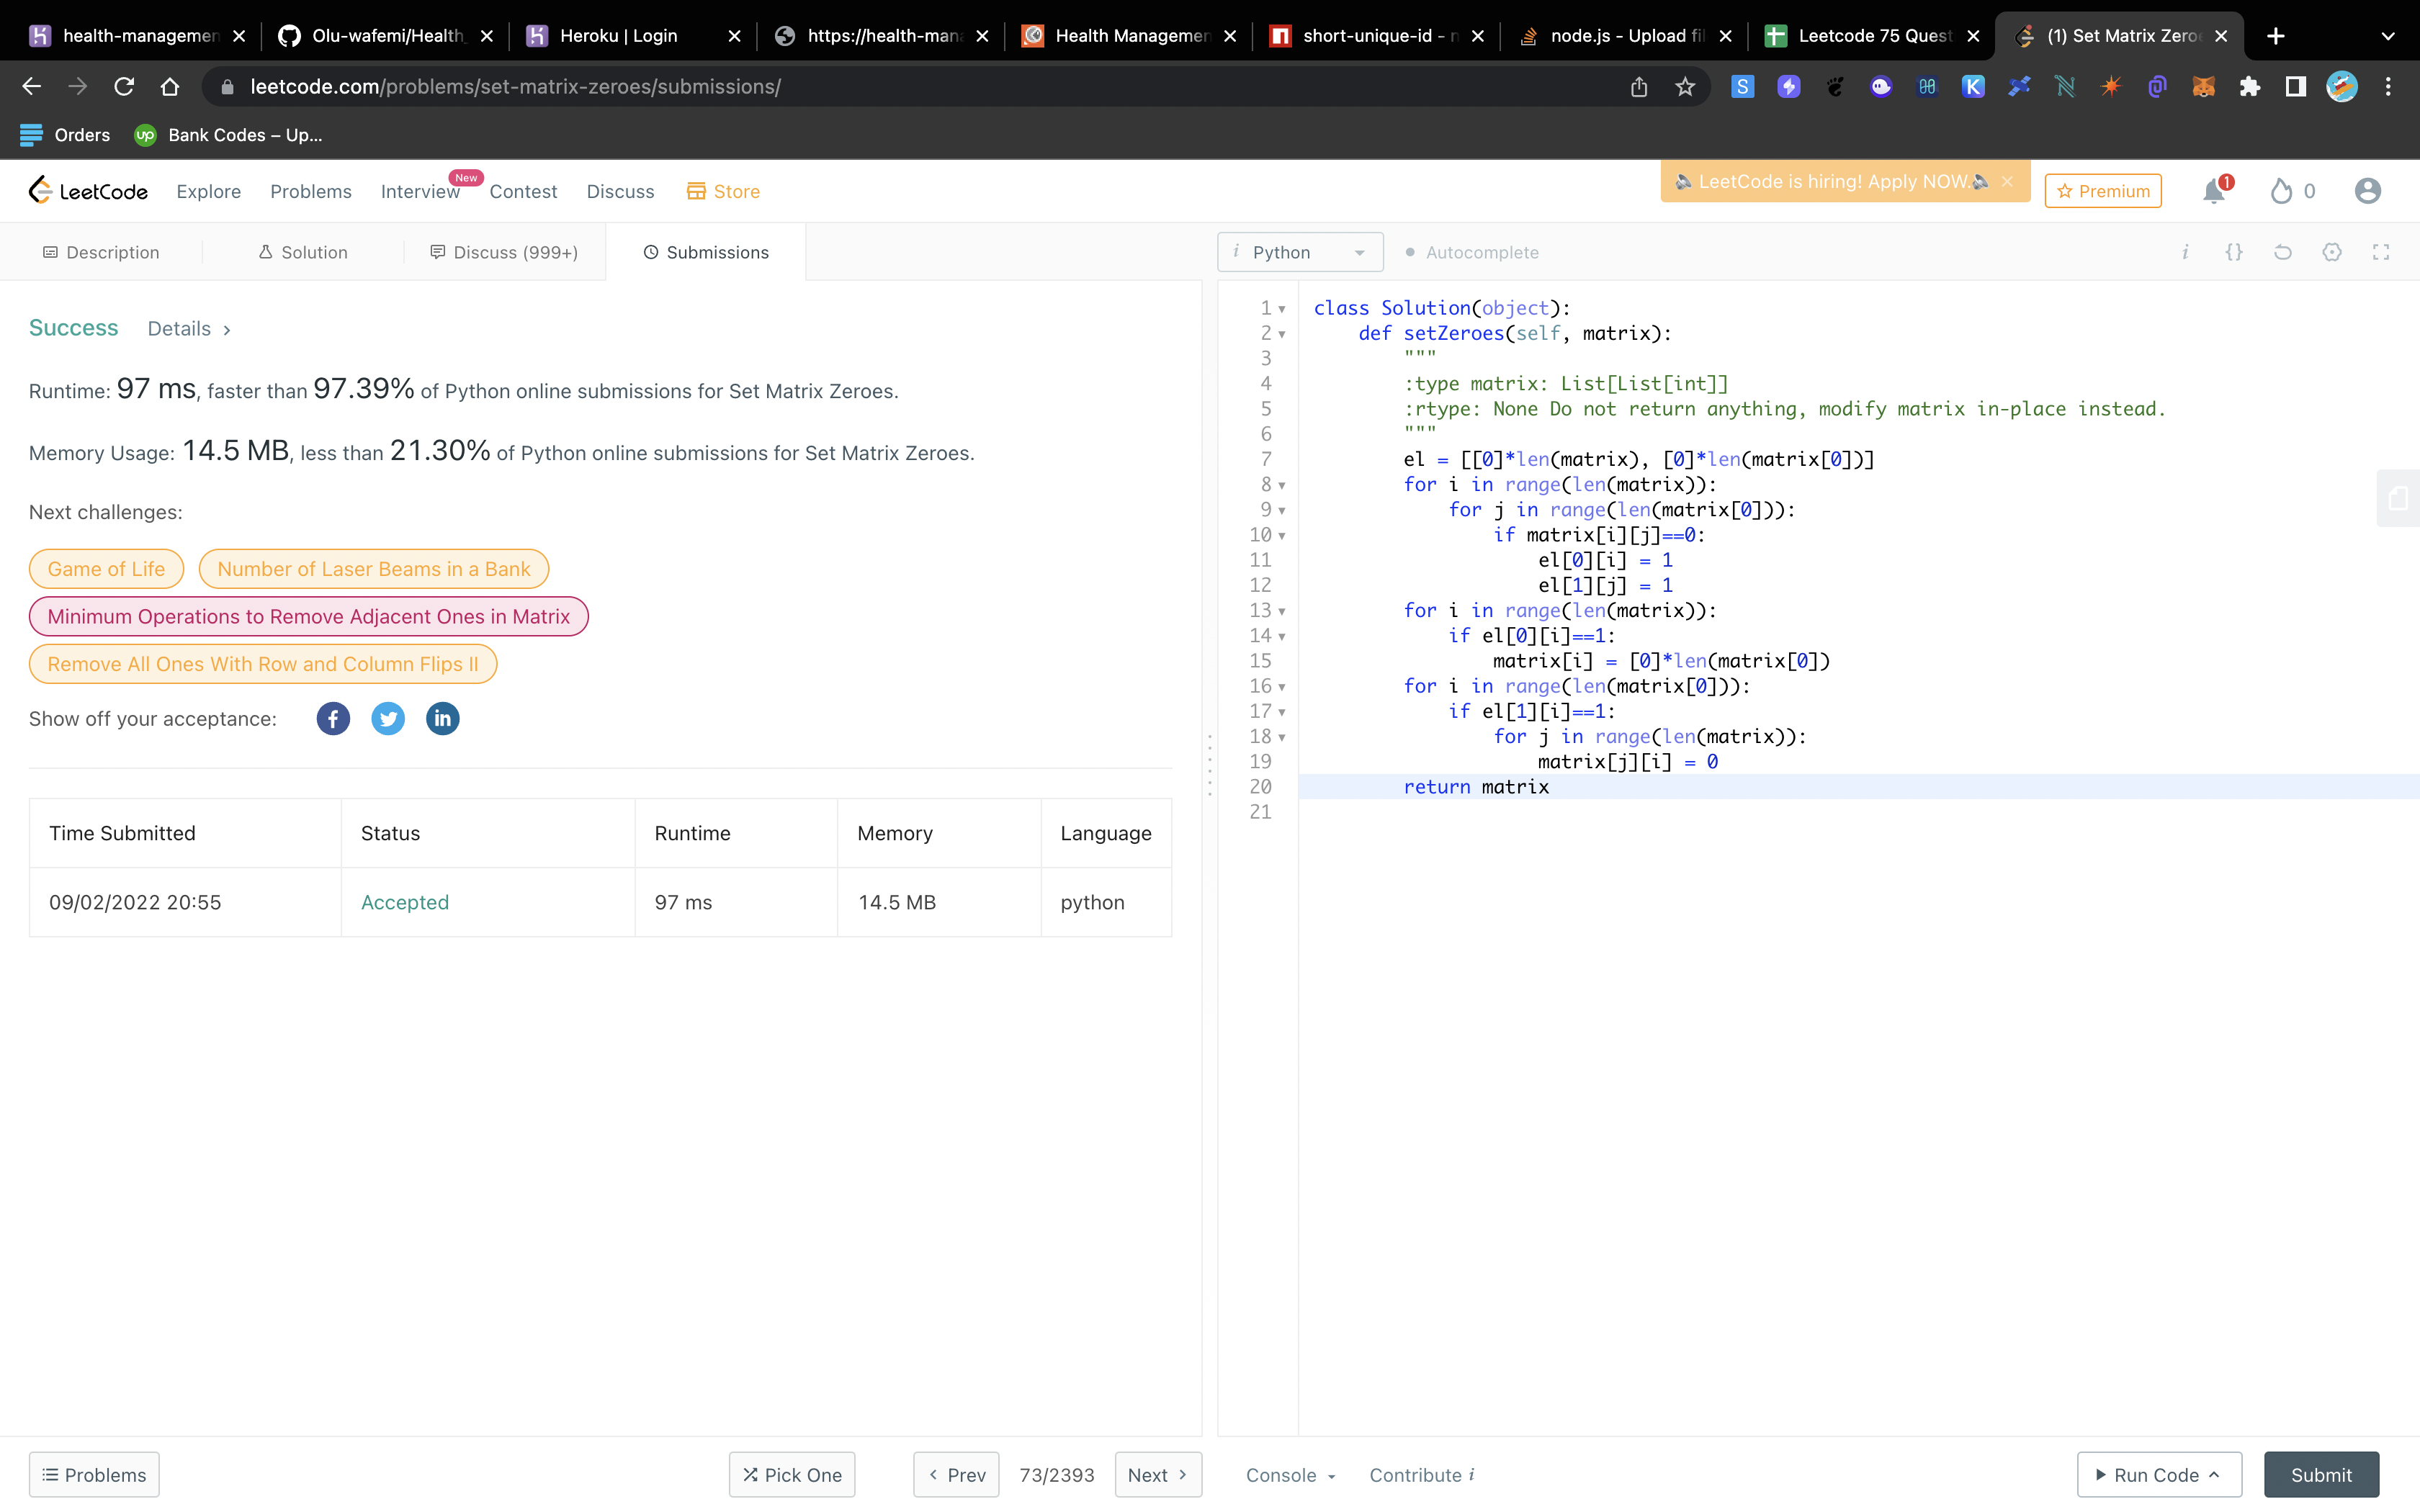 health-managemen
Olu-wafemi/Health_
Heroku | Login
https://health-mana
Health Managemen
short-unique-id - n
node.js - Upload fil
Leetcode 75 Quest
(1) Set Matrix Zeroe
leetcode.com/problems/set-matrix-zeroes/submissions/
Orders
Bank Codes – Up...
LeetCode
Explore
Problems
Interview
New
Contest
Discuss
Store
LeetCode is hiring! Apply NOW.
Premium
1
0
Description
Solution
Discuss (999+)
Submissions
i Python
Autocomplete
i
{}
Success
Details >
Runtime: 97 ms, faster than 97.39% of Python online submissions for Set Matrix Zeroes.
Memory Usage: 14.5 MB, less than 21.30% of Python online submissions for Set Matrix Zeroes.
Next challenges:
Game of Life
Number of Laser Beams in a Bank
Minimum Operations to Remove Adjacent Ones in Matrix
Remove All Ones With Row and Column Flips II
Show off your acceptance:
Time Submitted Status Runtime Memory Language
09/02/2022 20:55 Accepted 97 ms 14.5 MB python
1 class Solution(object):
2 def setZeroes(self, matrix):
3 """
4 :type matrix: List[List[int]]
5 :rtype: None Do not return anything, modify matrix in-place instead.
6 """
7 el = [[0]*len(matrix), [0]*len(matrix[0])]
8 for i in range(len(matrix)):
9 for j in range(len(matrix[0])):
10 if matrix[i][j]==0:
11 el[0][i] = 1
12 el[1][j] = 1
13 for i in range(len(matrix)):
14 if el[0][i]==1:
15 matrix[i] = [0]*len(matrix[0])
16 for i in range(len(matrix[0])):
17 if el[1][i]==1:
18 for j in range(len(matrix)):
19 matrix[j][i] = 0
20 return matrix
21
Problems
Pick One
< Prev
73/2393
Next >
Console
Contribute i
Run Code
Submit